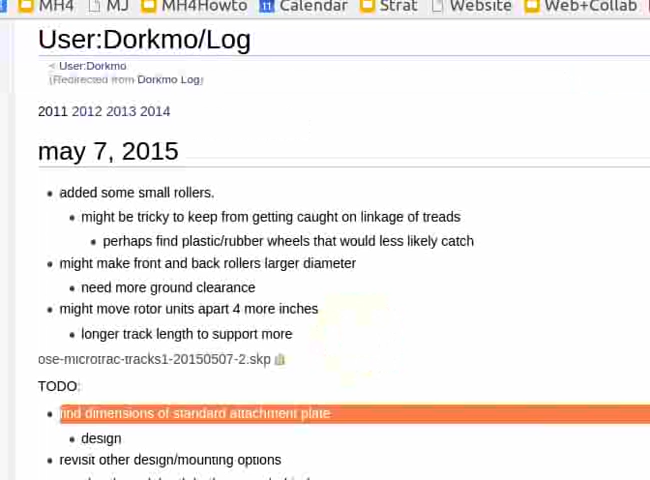 MH4 MJ MH4Howto Calendar Strat Website Web+Collab
User:Dorkmo/Log
< User:Dorkmo
(Redirected from Dorkmo Log)
2011 2012 2013 2014
may 7, 2015
added some small rollers.
might be tricky to keep from getting caught on linkage of treads
perhaps find plastic/rubber wheels that would less likely catch
might make front and back rollers larger diameter
need more ground clearance
might move rotor units apart 4 more inches
longer track length to support more
ose-microtrac-tracks1-20150507-2.skp
TODO:
find dimensions of standard attachment plate
design
revisit other design/mounting options